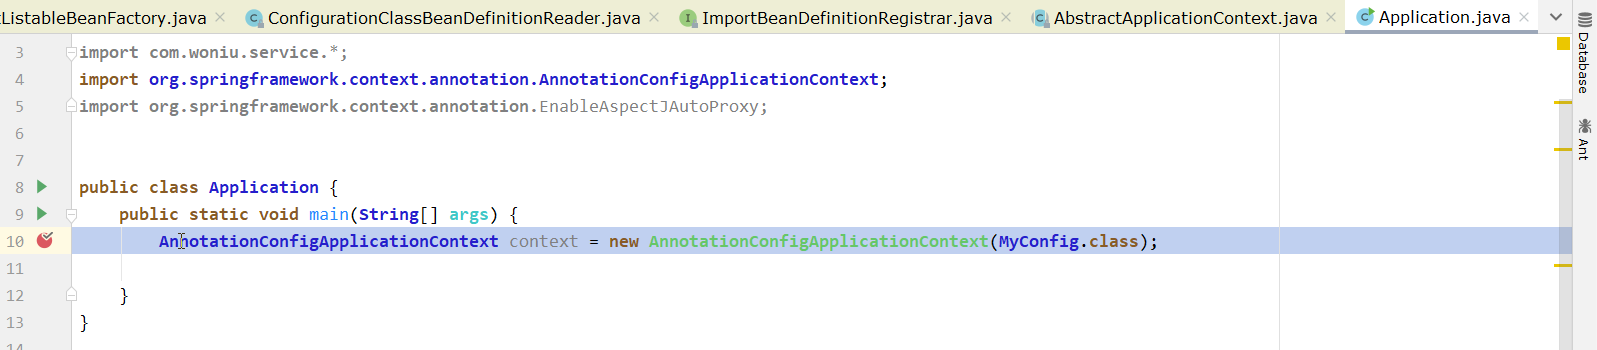 tListableBeanFactory.java ConfigurationClassBeanDefinitionReader.java ImportBeanDefinitionRegistrar.java AbstractApplicationContext.java Application.java
3 import com.woniu.service.*;
4 import org.springframework.context.annotation.AnnotationConfigApplicationContext;
5 import org.springframework.context.annotation.EnableAspectJAutoProxy;
6
7
8 public class Application {
9 public static void main(String[] args) {
10 AnnotationConfigApplicationContext context = new AnnotationConfigApplicationContext(MyConfig.class);
11
12 }
13 }
14
Database
Ant